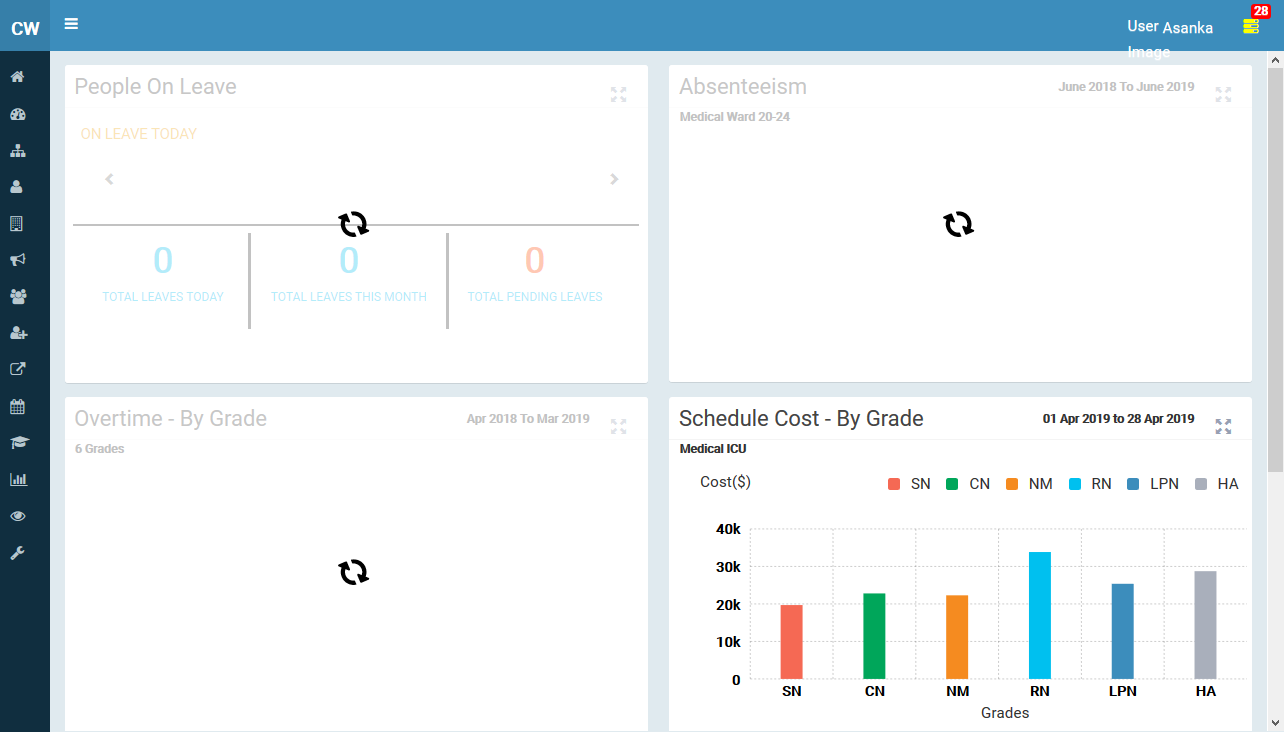 CW
User Image
Asanka
28
People On Leave
ON LEAVE TODAY
0
TOTAL LEAVES TODAY
0
TOTAL LEAVES THIS MONTH
0
TOTAL PENDING LEAVES
Absenteeism
June 2018 To June 2019
Medical Ward 20-24
Overtime - By Grade
Apr 2018 To Mar 2019
6 Grades
Schedule Cost - By Grade
01 Apr 2019 to 28 Apr 2019
Medical ICU
Cost($)
SN CN NM RN LPN HA
40k
30k
20k
10k
0
SN CN NM RN LPN HA
Grades